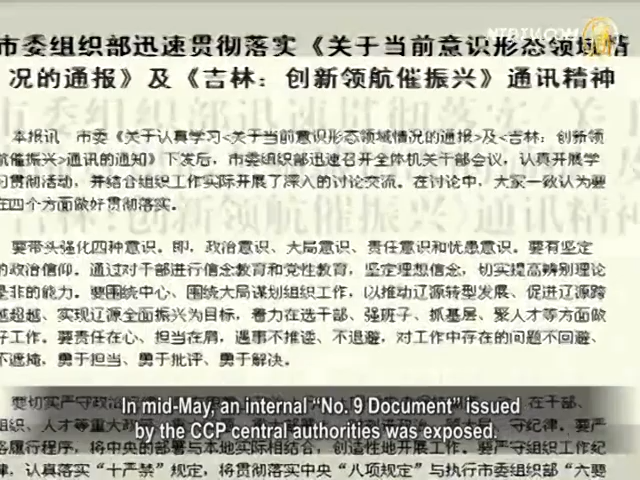 NTDTV.COM
市委组织部迅速贯彻落实《关于当前意识形态领域情
况的通报》及《吉林：创新领航催振兴》通讯精神
本报讯 市委《关于认真学习<关于当前意识形态领域情况的通报>及<吉林：创新领
航催振兴>通讯的通知》下发后，市委组织部迅速召开全体机关干部会议，认真开展学
习贯彻活动，并结合组织工作实际开展了深入的讨论交流。在讨论中，大家一致认为要
在四个方面做好贯彻落实。
要带头强化四种意识。即，政治意识、大局意识、责任意识和忧患意识。要有坚定
的政治信仰。通过对干部进行信念教育和党性教育，坚定理想信念，切实提高辨别理论
是非的能力。要围绕中心、围绕大局谋划组织工作，以推动辽源转型发展、促进辽源跨
越超越、实现辽源全面振兴为目标，着力在选干部、强班子、抓基层、聚人才等方面做
好工作。要责任在心、担当在肩，遇事不推诿、不退避，对工作中存在的问题不回避、
不遮掩，勇于担当、勇于批评、勇于解决。
要切实严守政治
在干部、
组织、人才等重大政
守纪律。要严
格履行程序，将中央的部署与本地实际相结合，创造性地开展工作。要严守组织工作纪
律，认真落实“十严禁”规定，将贯彻落实中央“八项规定”与执行市委组织部“六要
In mid-May, an internal “No. 9 Document” issued
by the CCP central authorities was exposed.